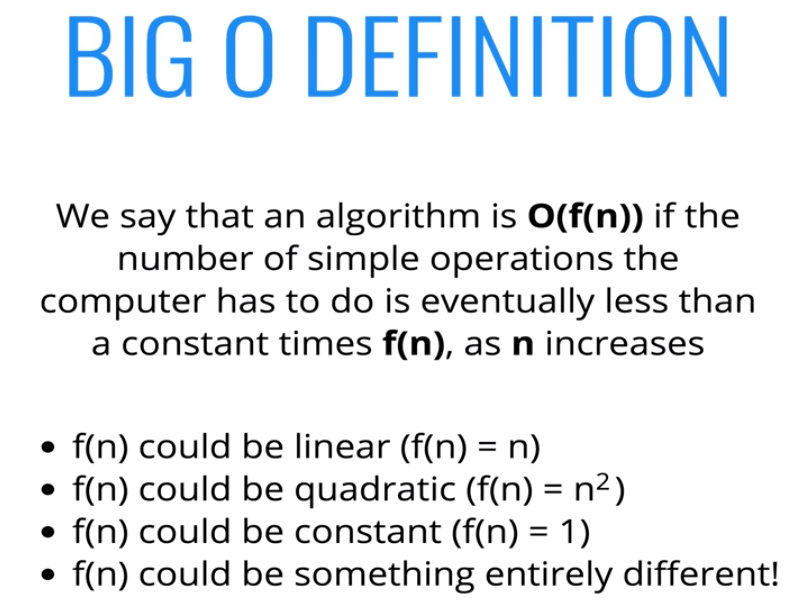 BIG O DEFINITION
We say that an algorithm is O(f(n)) if the
number of simple operations the
computer has to do is eventually less than
a constant times f(n), as n increases
• f(n) could be linear (f(n) = n)
• f(n) could be quadratic (f(n) = n²)
• f(n) could be constant (f(n) = 1)
• f(n) could be something entirely different!